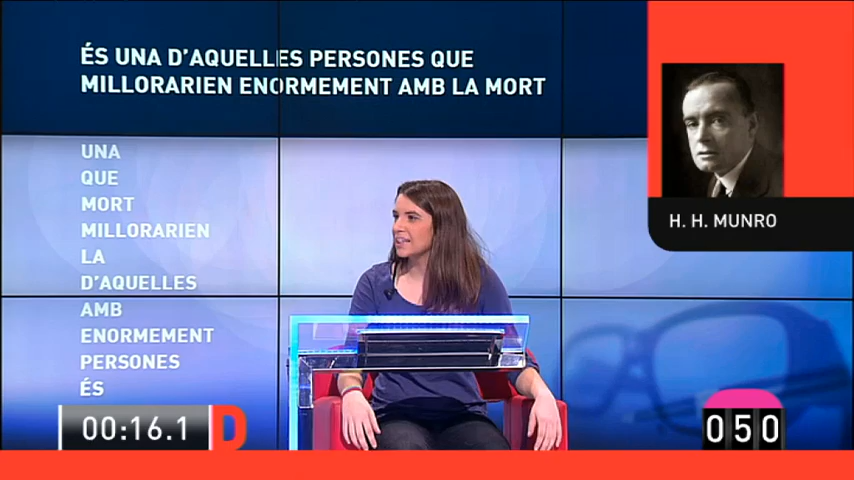 ÉS UNA D'AQUELLES PERSONES QUE
MILLORARIEN ENORMEMENT AMB LA MORT
H. H. MUNRO
UNA
QUE
MORT
MILLORARIEN
LA
D'AQUELLES
AMB
ENORMEMENT
PERSONES
ÉS
00:16.1 D
050